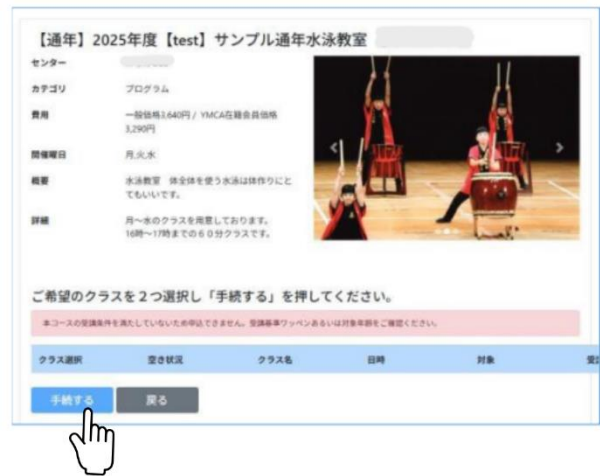 【通年】2025年度【test】サンプル通年水泳教室
センター
カテゴリ
プログラム
費用
一般価格3,640円 / YMCA在籍会員価格
3,290円
開催曜日
月,火,水
概要
水泳教室 体全体を使う水泳は体作りにと
てもいいです。
詳細
月〜水のクラスを用意しております。
16時〜17時までの60分クラスです。
ご希望のクラスを2つ選択し「手続する」を押してください。
本コースの受講条件を満たしていないため申込できません。受講基準ワッペンあるいは対象年齢をご確認ください。
クラス選択 空き状況 クラス名 日時 対象
手続する 戻る